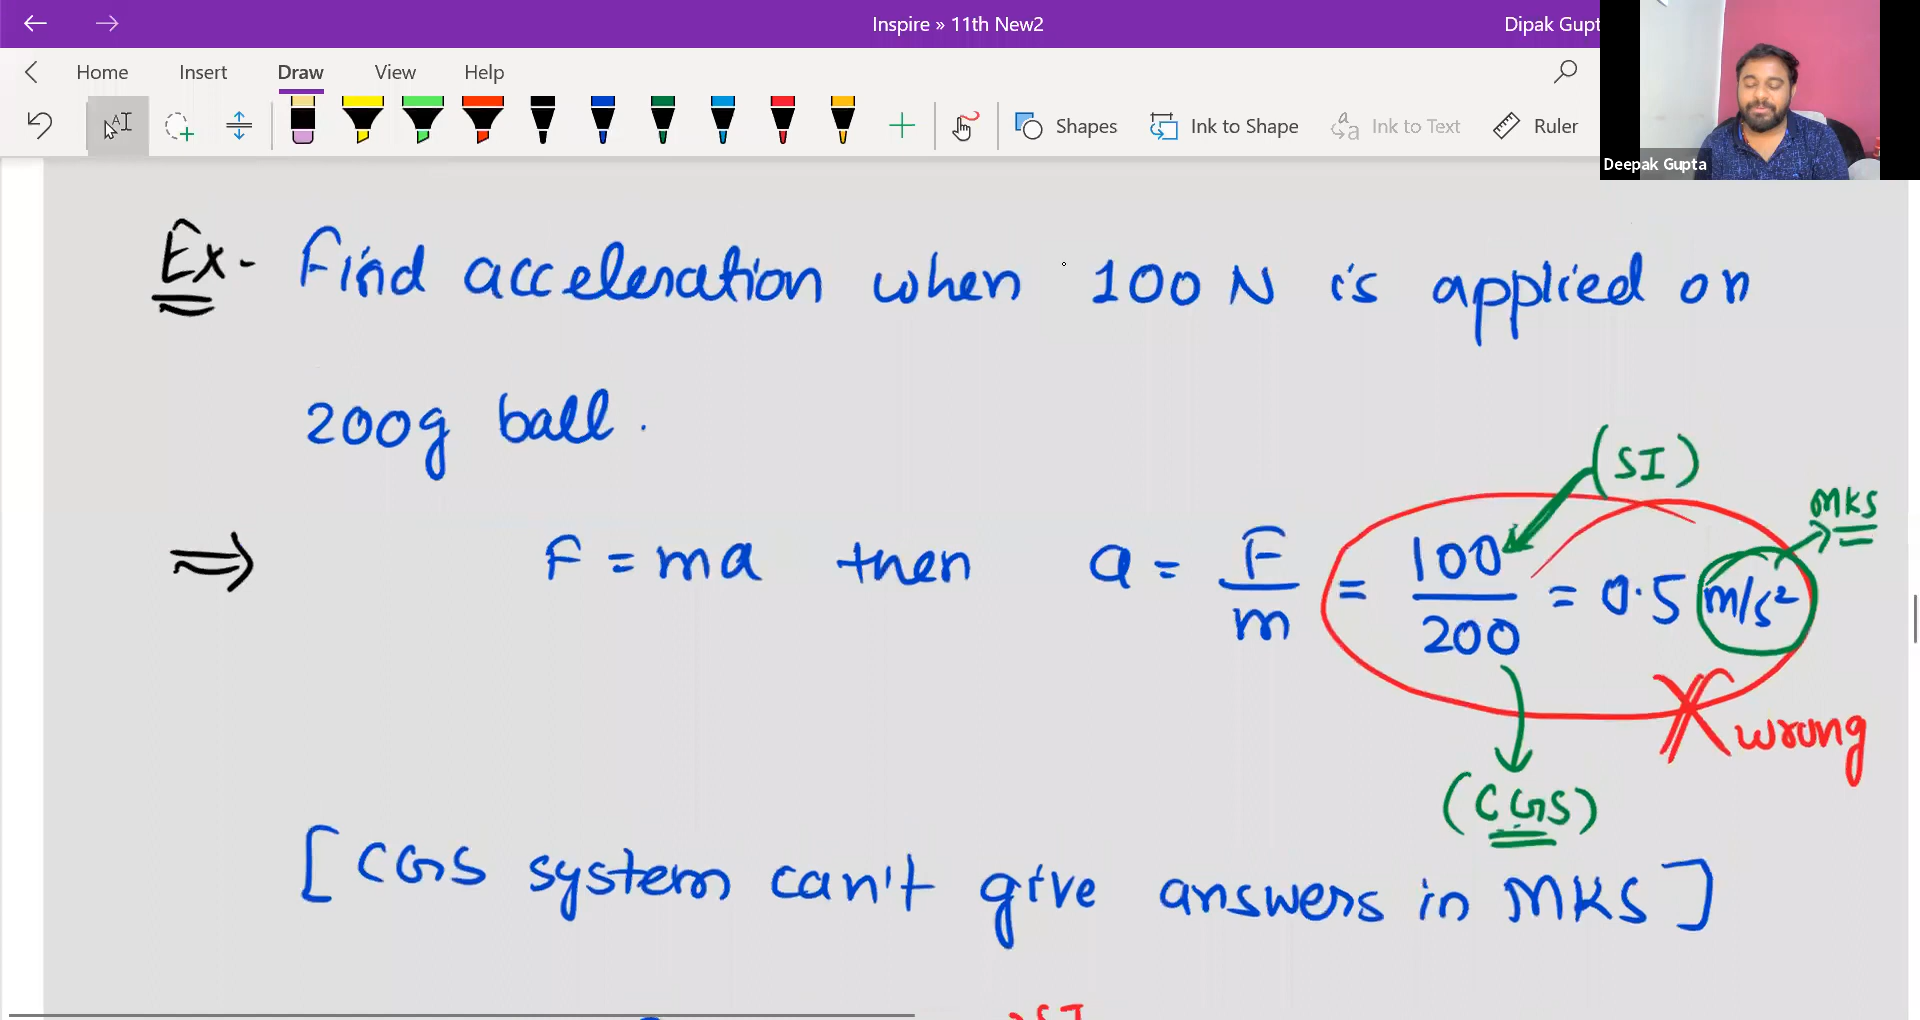 Inspire » 11th New2
Dipak Gupt
Home Insert Draw View Help
Shapes Ink to Shape Ink to Text Ruler
Deepak Gupta
Ex- Find acceleration when 100 N is applied on
200g ball.
(SI)
MKS
⇒ F = ma then a = F/m = 100/200 = 0.5 m/s²
wrong
(CGS)
[CGS system can't give answers in MKS]
SI